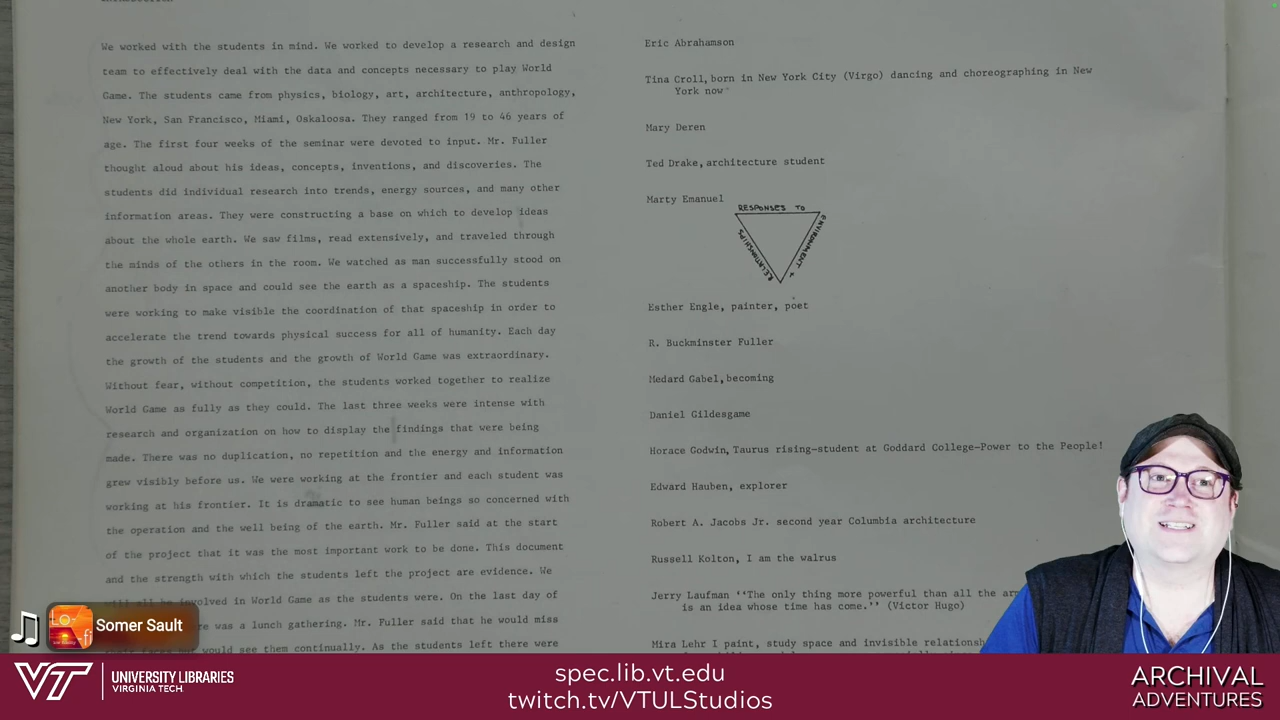 We worked with the students in mind. We worked to develop a research and design
team to effectively deal with the data and concepts necessary to play World
Game. The students came from physics, biology, art, architecture, anthropology,
New York, San Francisco, Miami, Oskaloosa. They ranged from 19 to 46 years of
age. The first four weeks of the seminar were devoted to input. Mr. Fuller
thought aloud about his ideas, concepts, inventions, and discoveries. The
students did individual research into trends, energy sources, and many other
information areas. They were constructing a base on which to develop ideas
about the whole earth. We saw films, read extensively, and traveled through
the minds of the others in the room. We watched as man successfully stood on
another body in space and could see the earth as a spaceship. The students
were working to make visible the coordination of that spaceship in order to
accelerate the trend towards physical success for all of humanity. Each day
the growth of the students and the growth of World Game was extraordinary.
Without fear, without competition, the students worked together to realize
World Game as fully as they could. The last three weeks were intense with
research and organization on how to display the findings that were being
made. There was no duplication, no repetition and the energy and information
grew visibly before us. We were working at the frontier and each student was
working at his frontier. It is dramatic to see human beings so concerned with
the operation and the well being of the earth. Mr. Fuller said at the start
of the project that it was the most important work to be done. This document
and the strength with which the students left the project are evidence. We
will all be involved in World Game as the students were. On the last day of
was a lunch gathering. Mr. Fuller said that he would miss
but would see them continually. As the students left there were
Eric Abrahamson
Tina Croll, born in New York City (Virgo) dancing and choreographing in New
York now
Mary Deren
Ted Drake, architecture student
Marty Emanuel
RESPONSES TO
ENVIRONMENT +
RELATIONSHIPS
Esther Engle, painter, poet
R. Buckminster Fuller
Medard Gabel, becoming
Daniel Gildesgame
Horace Godwin, Taurus rising-student at Goddard College-Power to the People!
Edward Hauben, explorer
Robert A. Jacobs Jr. second year Columbia architecture
Russell Kolton, I am the walrus
Jerry Laufman ‘‘The only thing more powerful than all the
is an idea whose time has come.’’ (Victor Hugo)
Mira Lehr I paint, study space and invisible
Lo-
fi
Somer Sault
VT
UNIVERSITY LIBRARIES
VIRGINIA TECH.
spec.lib.vt.edu
twitch.tv/VTULStudios
ARCHIVAL
ADVENTURES